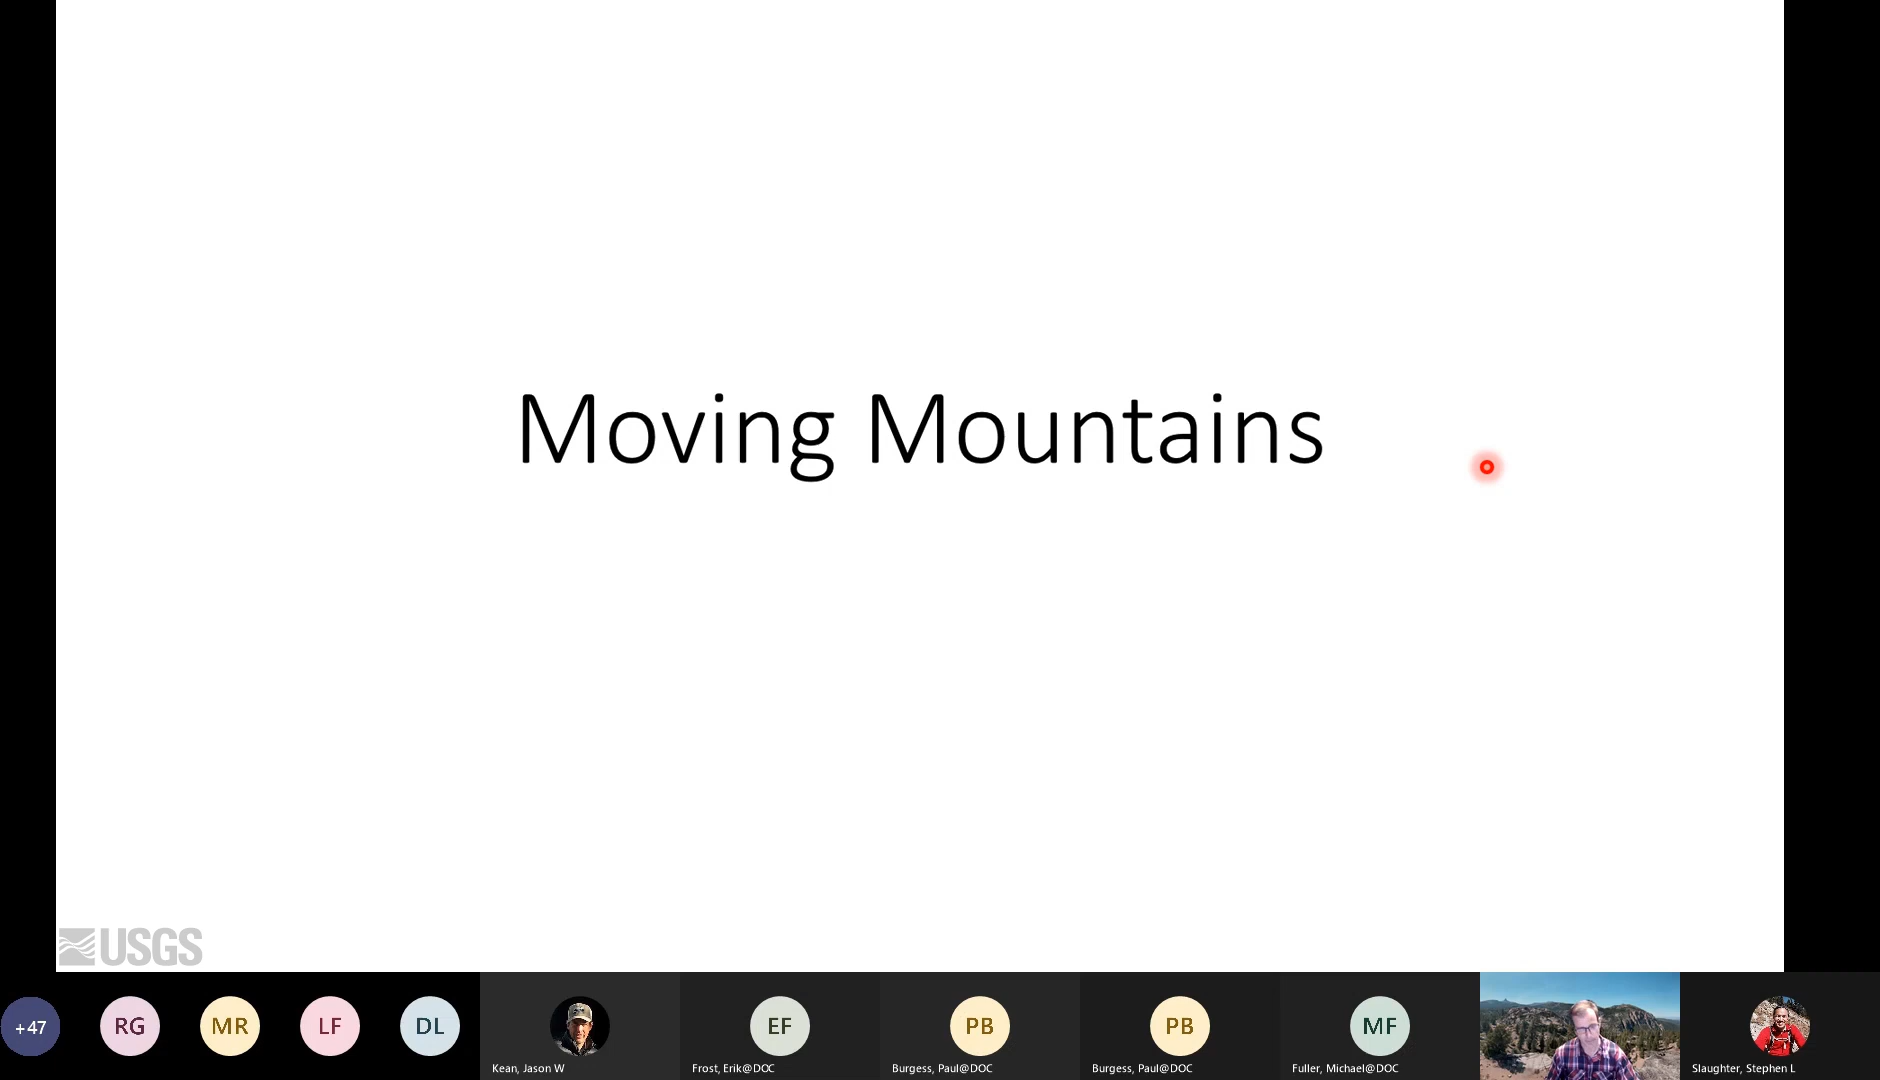 Moving Mountains
USGS
+47
RG
MR
LF
DL
EF
PB
PB
MF
Kean, Jason W
Frost, Erik@DOC
Burgess, Paul@DOC
Burgess, Paul@DOC
Fuller, Michael@DOC
Slaughter, Stephen L